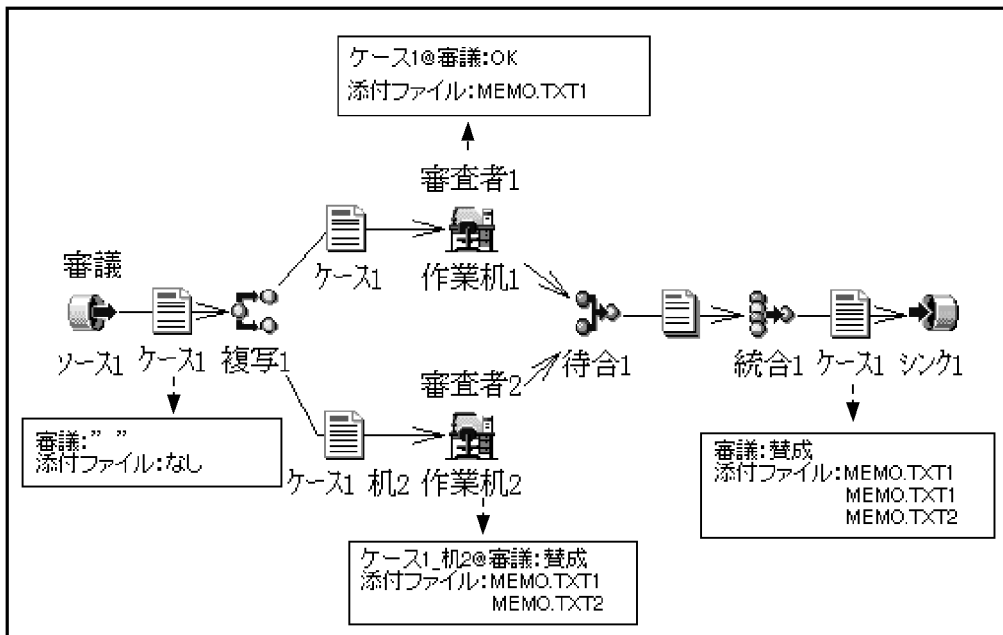 ケース1@審議:OK
添付ファイル:MEMO.TXT1
審査者1
審議
ケース1
作業机1
ソース1 ケース1 複写1
審査者2
待合1
統合1 ケース1 シンク1
審議:” ”
添付ファイル:なし
ケース1 机2 作業机2
審議:賛成
添付ファイル:MEMO.TXT1
MEMO.TXT1
MEMO.TXT2
ケース1_机2@審議:賛成
添付ファイル:MEMO.TXT1
MEMO.TXT2